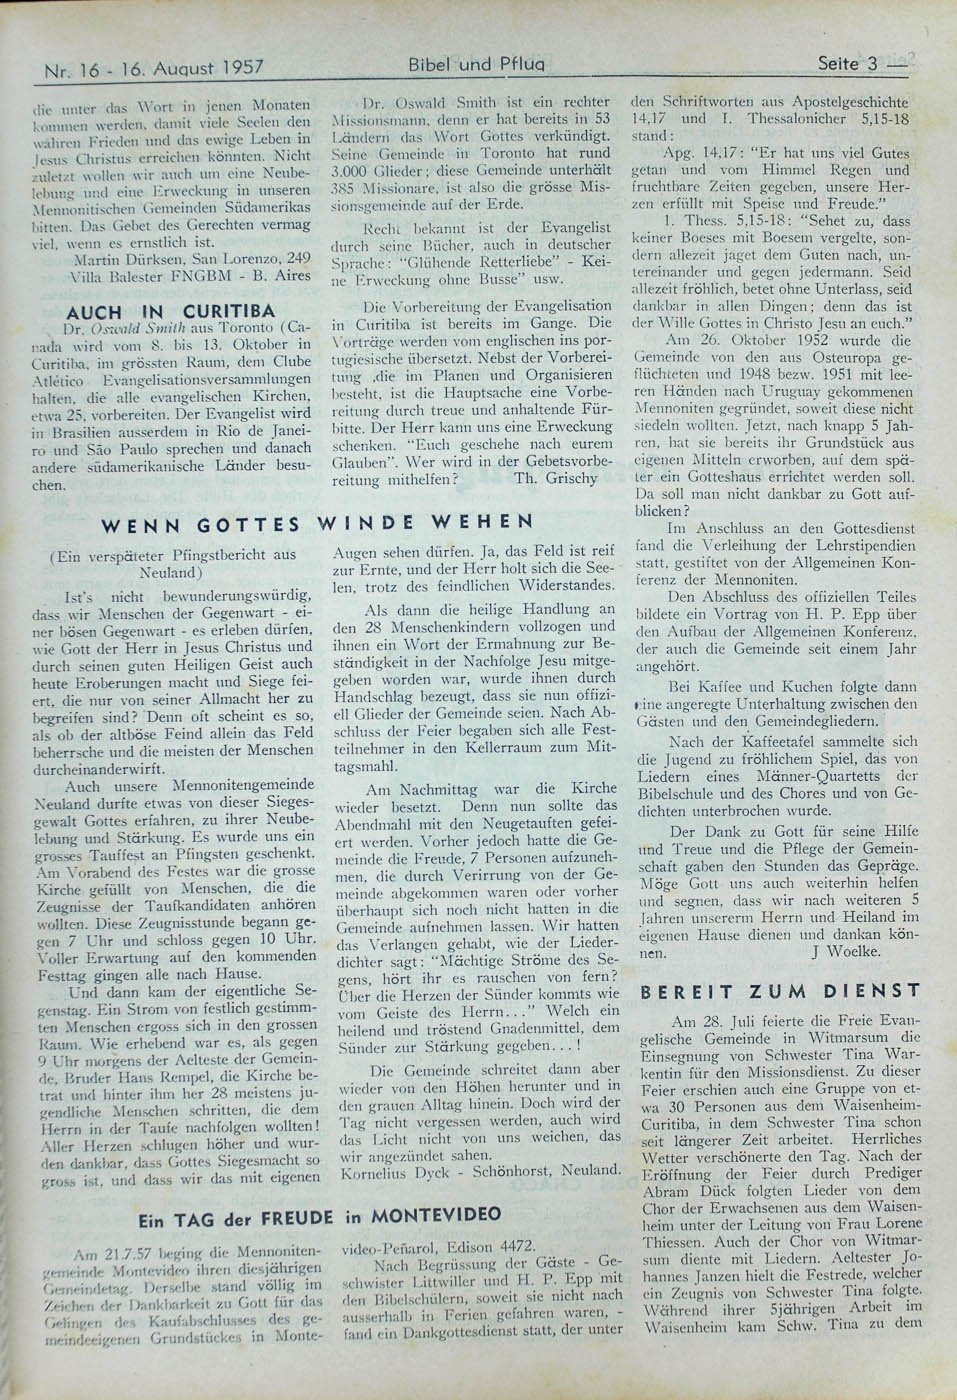 Nr. 16 - 16. August 1957
Bibel und Pflug
Seite 3 —
die unter das Wort in jenen Monaten
kommen werden, damit viele Seelen den
wahren Frieden und das ewige Leben in
Jesus Christus erreichen könnten. Nicht
zuletzt wollen wir auch um eine Neube-
lebung und eine Erweckung in unseren
Mennonitischen Gemeinden Südamerikas
bitten. Das Gebet des Gerechten vermag
viel, wenn es ernstlich ist.
Martin Dürksen, San Lorenzo, 249
Villa Balester FNGBM - B. Aires
AUCH IN CURITIBA
Dr. Oswald Smith aus Toronto (Ca-
nada wird vom 8. bis 13. Oktober in
Curitiba, im grössten Raum, dem Clube
Atlético Evangelisationsversammlungen
halten, die alle evangelischen Kirchen,
etwa 25, vorbereiten. Der Evangelist wird
in Brasilien ausserdem in Rio de Janei-
ro und São Paulo sprechen und danach
andere südamerikanische Länder besu-
chen.
Dr. Oswald Smith ist ein rechter
Missionsmann, denn er hat bereits in 53
Ländern das Wort Gottes verkündigt.
Seine Gemeinde in Toronto hat rund
3.000 Glieder; diese Gemeinde unterhält
385 Missionare, ist also die grösse Mis-
sionsgemeinde auf der Erde.
Recht bekannt ist der Evangelist
durch seine Bücher, auch in deutscher
Sprache: "Glühende Retterliebe" - Kei-
ne Erweckung ohne Busse" usw.
Die Vorbereitung der Evangelisation
in Curitiba ist bereits im Gange. Die
Vorträge werden vom englischen ins por-
tugiesische übersetzt. Nebst der Vorberei-
tung ,die im Planen und Organisieren
besteht, ist die Hauptsache eine Vorbe-
reitung durch treue und anhaltende Für-
bitte. Der Herr kann uns eine Erweckung
schenken. "Euch geschehe nach eurem
Glauben". Wer wird in der Gebetsvorbe-
reitung mithelfen? Th. Grischy
WENN GOTTES WINDE WEHEN
(Ein verspäteter Pfingstbericht aus
Neuland)
Ist's nicht bewunderungswürdig,
dass wir Menschen der Gegenwart - ei-
ner bösen Gegenwart - es erleben dürfen,
wie Gott der Herr in Jesus Christus und
durch seinen guten Heiligen Geist auch
heute Eroberungen macht und Siege fei-
ert, die nur von seiner Allmacht her zu
begreifen sind? Denn oft scheint es so,
als ob der altböse Feind allein das Feld
beherrsche und die meisten der Menschen
durcheinanderwirft.
Auch unsere Mennonitengemeinde
Neuland durfte etwas von dieser Sieges-
gewalt Gottes erfahren, zu ihrer Neube-
lebung und Stärkung. Es wurde uns ein
grosses Tauffest an Pfingsten geschenkt.
Am Vorabend des Festes war die grosse
Kirche gefüllt von Menschen, die die
Zeugnisse der Taufkandidaten anhören
wollten. Diese Zeugnisstunde begann ge-
gen 7 Uhr und schloss gegen 10 Uhr.
Voller Erwartung auf den kommenden
Festtag gingen alle nach Hause.
Und dann kam der eigentliche Se-
genstag. Ein Strom von festlich gestimm-
ten Menschen ergoss sich in den grossen
Raum. Wie erhebend war es, als gegen
9 Uhr morgens der Aelteste der Gemein-
de, Bruder Hans Rempel, die Kirche be-
trat und hinter ihm her 28 meistens ju-
gendliche Menschen schritten, die dem
Herrn in der Taufe nachfolgen wollten!
Aller Herzen schlugen höher und wur-
den dankbar, dass Gottes Siegesmacht so
gross ist, und dass wir das mit eigenen
Augen sehen dürfen. Ja, das Feld ist reif
zur Ernte, und der Herr holt sich die See-
len, trotz des feindlichen Widerstandes.
Als dann die heilige Handlung an
den 28 Menschenkindern vollzogen und
ihnen ein Wort der Ermahnung zur Be-
ständigkeit in der Nachfolge Jesu mitge-
geben worden war, wurde ihnen durch
Handschlag bezeugt, dass sie nun offizi-
ell Glieder der Gemeinde seien. Nach Ab-
schluss der Feier begaben sich alle Fest-
teilnehmer in den Kellerraum zum Mit-
tagsmahl.
Am Nachmittag war die Kirche
wieder besetzt. Denn nun sollte das
Abendmahl mit den Neugetauften gefei-
ert werden. Vorher jedoch hatte die Ge-
meinde die Freude, 7 Personen aufzuneh-
men, die durch Verirrung von der Ge-
meinde abgekommen waren oder vorher
überhaupt sich noch nicht hatten in die
Gemeinde aufnehmen lassen. Wir hatten
das Verlangen gehabt, wie der Lieder-
dichter sagt: "Mächtige Ströme des Se-
gens, hört ihr es rauschen von fern?
Über die Herzen der Sünder kommts wie
vom Geiste des Herrn..." Welch ein
heilend und tröstend Gnadenmittel, dem
Sünder zur Stärkung gegeben...!
Die Gemeinde schreitet dann aber
wieder von den Höhen herunter und in
den grauen Alltag hinein. Doch wird der
Tag nicht vergessen werden, auch wird
das Licht nicht von uns weichen, das
wir angezündet sahen.
Kornelius Dyck - Schönhorst, Neuland.
Ein TAG der FREUDE in MONTEVIDEO
Am 21.7.57 beging die Mennoniten-
gemeinde Montevideo ihren diesjährigen
Gemeindetag. Derselbe stand völlig im
Zeichen der Dankbarkeit zu Gott für das
Gelingen des Kaufabschlusses des ge-
meindeeigenen Grundstückes in Monte-
video-Peñarol, Edison 4472.
Nach Begrüssung der Gäste - Ge-
schwister Littwiller und H. P. Epp mit
den Bibelschülern, soweit sie nicht nach
ausserhalb in Ferien gefahren waren, -
fand ein Dankgottesdienst statt, der unter
den Schriftworten aus Apostelgeschichte
14,17 und I. Thessalonicher 5,15-18
stand:
Apg. 14,17: "Er hat uns viel Gutes
getan und vom Himmel Regen und
fruchtbare Zeiten gegeben, unsere Her-
zen erfüllt mit Speise und Freude."
1. Thess. 5,15-18: "Sehet zu, dass
keiner Boeses mit Boesem vergelte, son-
dern allezeit jaget dem Guten nach, un-
tereinander und gegen jedermann. Seid
allezeit fröhlich, betet ohne Unterlass, seid
dankbar in allen Dingen; denn das ist
der Wille Gottes in Christo Jesu an euch."
Am 26. Oktober 1952 wurde die
Gemeinde von den aus Osteuropa ge-
flüchteten und 1948 bezw. 1951 mit lee-
ren Händen nach Uruguay gekommenen
Mennoniten gegründet, soweit diese nicht
siedeln wollten. Jetzt, nach knapp 5 Jah-
ren, hat sie bereits ihr Grundstück aus
eigenen Mitteln erworben, auf dem spä-
ter ein Gotteshaus errichtet werden soll.
Da soll man nicht dankbar zu Gott auf-
blicken?
Im Anschluss an den Gottesdienst
fand die Verleihung der Lehrstipendien
statt, gestiftet von der Allgemeinen Kon-
ferenz der Mennoniten.
Den Abschluss des offiziellen Teiles
bildete ein Vortrag von H. P. Epp über
den Aufbau der Allgemeinen Konferenz,
der auch die Gemeinde seit einem Jahr
angehört.
Bei Kaffee und Kuchen folgte dann
eine angeregte Unterhaltung zwischen den
Gästen und den Gemeindegliedern.
Nach der Kaffeetafel sammelte sich
die Jugend zu fröhlichem Spiel, das von
Liedern eines Männer-Quartetts der
Bibelschule und des Chores und von Ge-
dichten unterbrochen wurde.
Der Dank zu Gott für seine Hilfe
und Treue und die Pflege der Gemein-
schaft gaben den Stunden das Gepräge.
Möge Gott uns auch weiterhin helfen
und segnen, dass wir nach weiteren 5
Jahren unsererm Herrn und Heiland im
eigenen Hause dienen und dankan kön-
nen. J Woelke.
BEREIT ZUM DIENST
Am 28. Juli feierte die Freie Evan-
gelische Gemeinde in Witmarsum die
Einsegnung von Schwester Tina War-
kentin für den Missionsdienst. Zu dieser
Feier erschien auch eine Gruppe von et-
wa 30 Personen aus dem Waisenheim-
Curitiba, in dem Schwester Tina schon
seit längerer Zeit arbeitet. Herrliches
Wetter verschönerte den Tag. Nach der
Eröffnung der Feier durch Prediger
Abram Dück folgten Lieder von dem
Chor der Erwachsenen aus dem Waisen-
heim unter der Leitung von Frau Lorene
Thiessen. Auch der Chor von Witmar-
sum diente mit Liedern. Aeltester Jo-
hannes Janzen hielt die Festrede, welcher
ein Zeugnis von Schwester Tina folgte.
Während ihrer 5jährigen Arbeit im
Waisenheim kam Schw. Tina zu dem